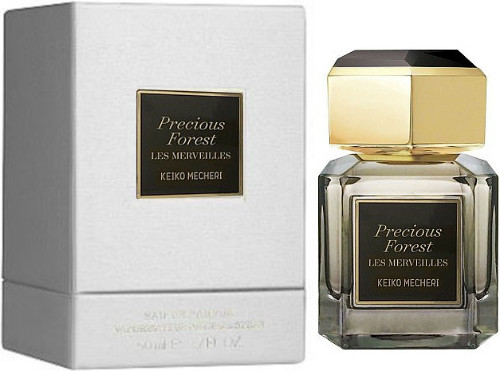 Precious
Forest
LES MERVEILLES
KEIKO MECHERI
EAU DE PARFUM
Precious
Forest
LES MERVEILLES
KEIKO MECHERI